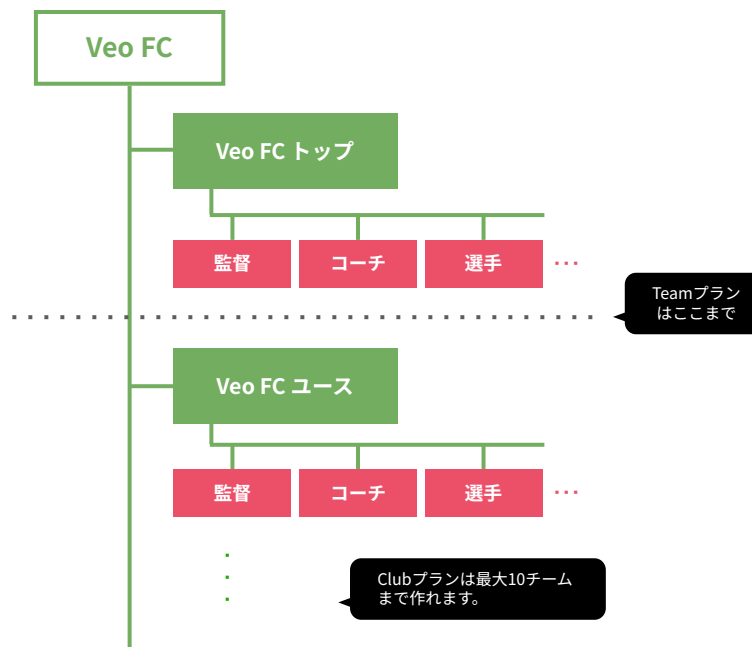 Veo FC
Veo FC トップ
監督
コーチ
選手
...
Teamプラン
はここまで
Veo FC ユース
監督
コーチ
選手
...
Clubプランは最大10チーム
まで作れます。